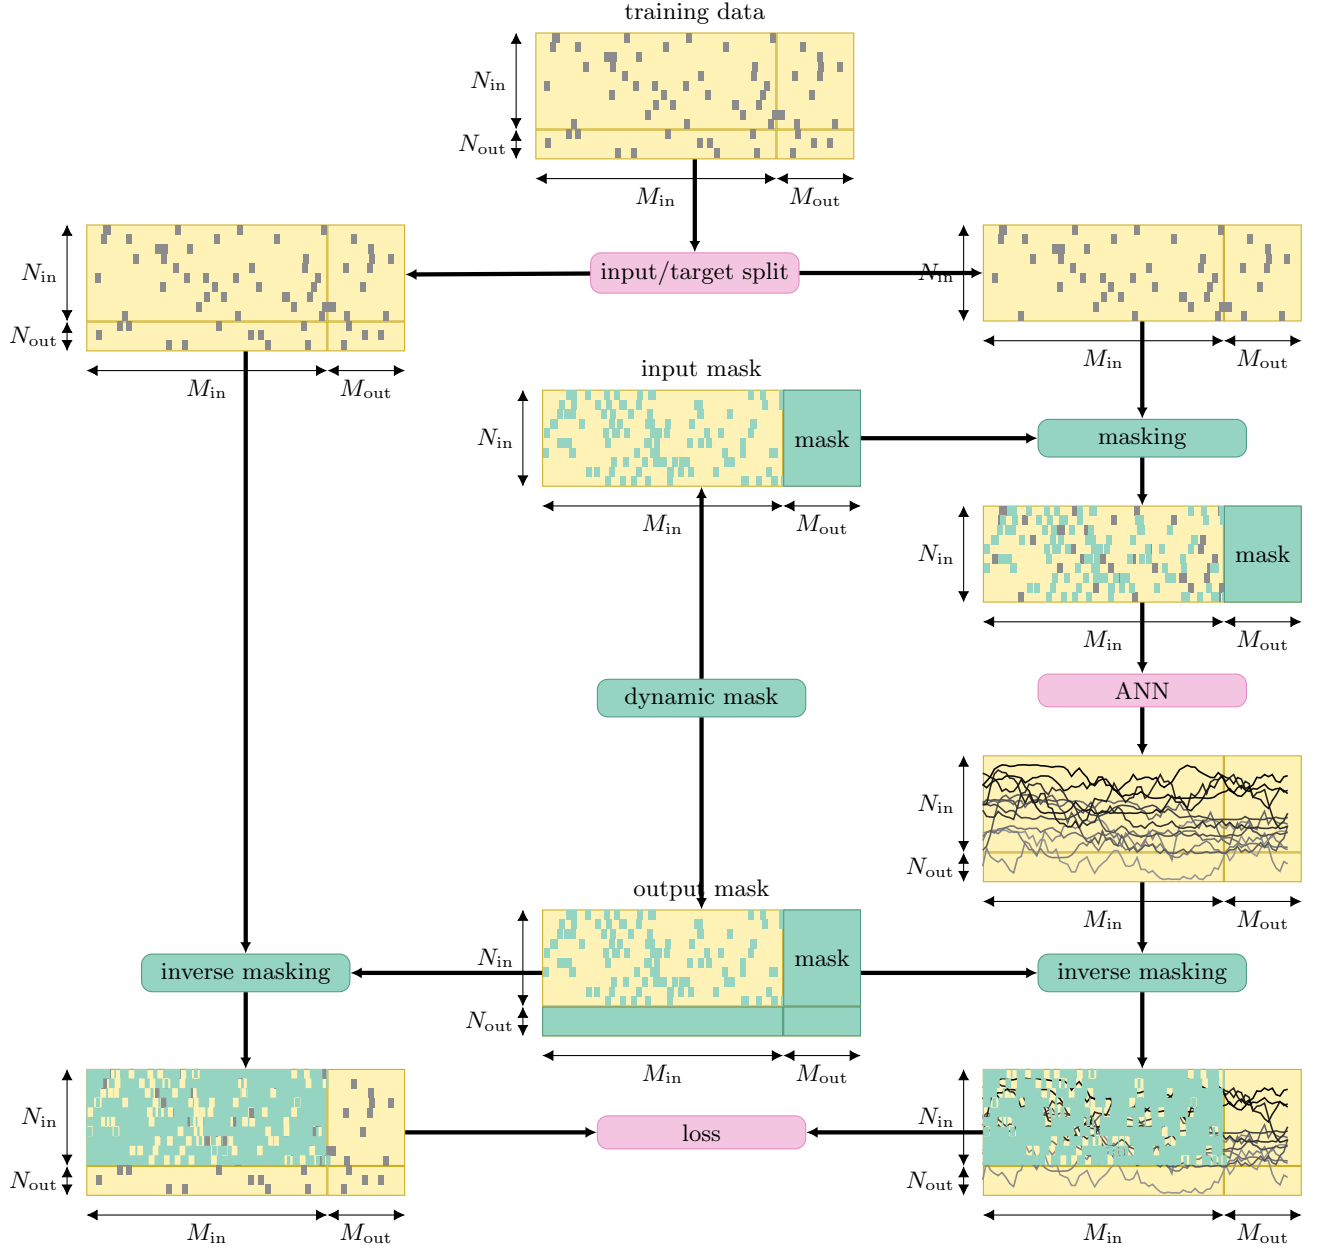 training data
N_in
N_out
M_in
M_out
input/target split
N_in
N_out
M_in
M_out
N_in
M_in
M_out
input mask
N_in
mask
M_in
M_out
masking
N_in
mask
M_in
M_out
dynamic mask
ANN
N_in
N_out
M_in
M_out
output mask
N_in
mask
N_out
M_in
M_out
inverse masking
inverse masking
N_in
N_out
M_in
M_out
loss
N_in
N_out
M_in
M_out